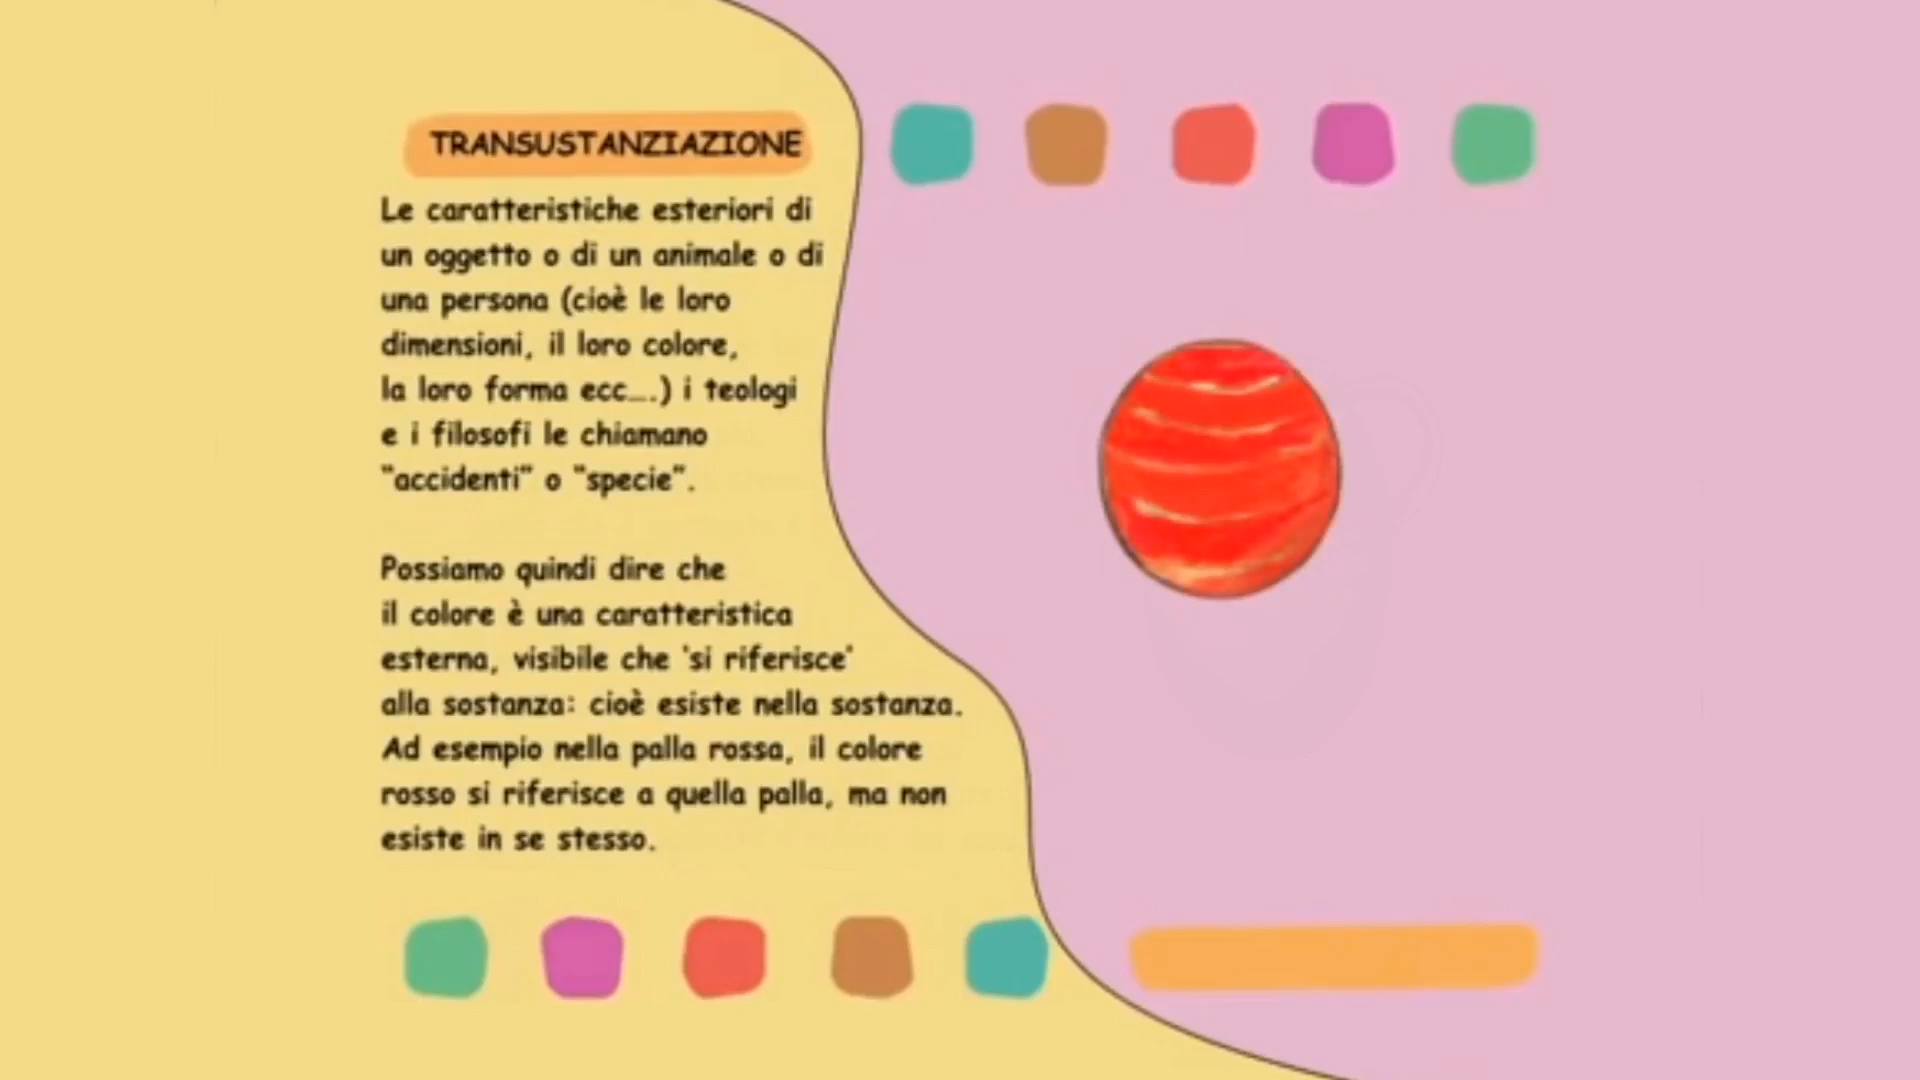 TRANSUSTANZIAZIONE
Le caratteristiche esteriori di
un oggetto o di un animale o di
una persona (cioè le loro
dimensioni, il loro colore,
la loro forma ecc....) i teologi
e i filosofi le chiamano
“accidenti” o “specie”.
Possiamo quindi dire che
il colore è una caratteristica
esterna, visibile che ‘si riferisce’
alla sostanza: cioè esiste nella sostanza.
Ad esempio nella palla rossa, il colore
rosso si riferisce a quella palla, ma non
esiste in se stesso.